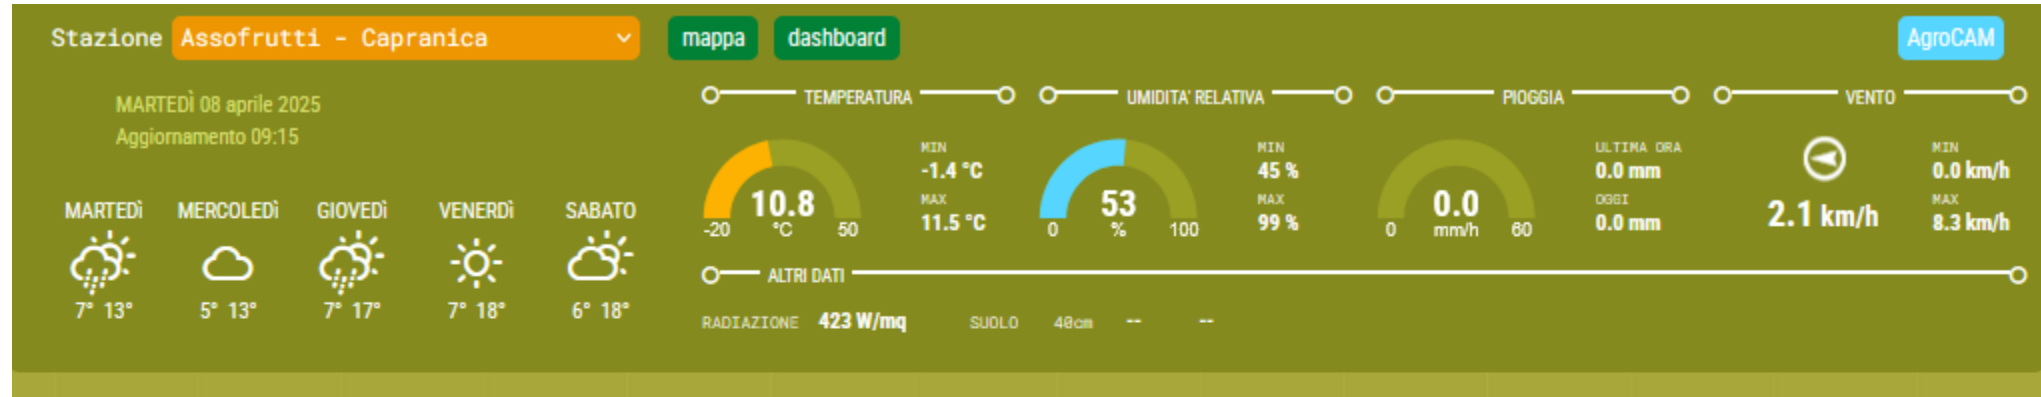 Stazione Assofrutti - Capranica mappa dashboard AgroCAM
MARTEDÌ 08 aprile 2025
Aggiornamento 09:15
MARTEDì MERCOLEDì GIOVEDì VENERDì SABATO
7° 13° 5° 13° 7° 17° 7° 18° 6° 18°
TEMPERATURA
10.8
°C
-20 50
MIN
-1.4 °C
MAX
11.5 °C
UMIDITA' RELATIVA
53
%
0 100
MIN
45 %
MAX
99 %
PIOGGIA
0.0
mm/h
0 60
ULTIMA ORA
0.0 mm
OGGI
0.0 mm
VENTO
2.1 km/h
MIN
0.0 km/h
MAX
8.3 km/h
ALTRI DATI
RADIAZIONE 423 W/mq SUOLO 40cm -- --